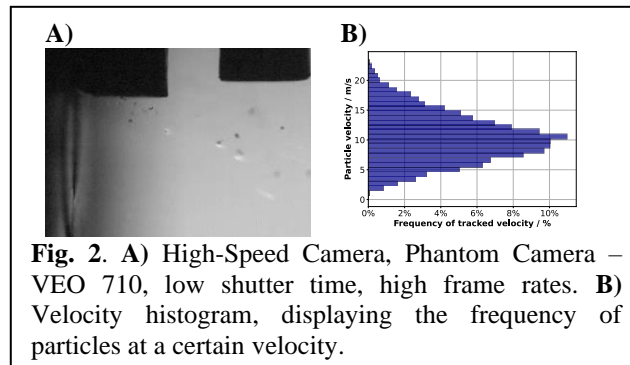 A)
B)
20
15
10
5
0
Particle velocity / m/s
0% 2% 4% 6% 8% 10%
Frequency of tracked velocity / %
Fig. 2. A) High-Speed Camera, Phantom Camera –
VEO 710, low shutter time, high frame rates. B)
Velocity histogram, displaying the frequency of
particles at a certain velocity.